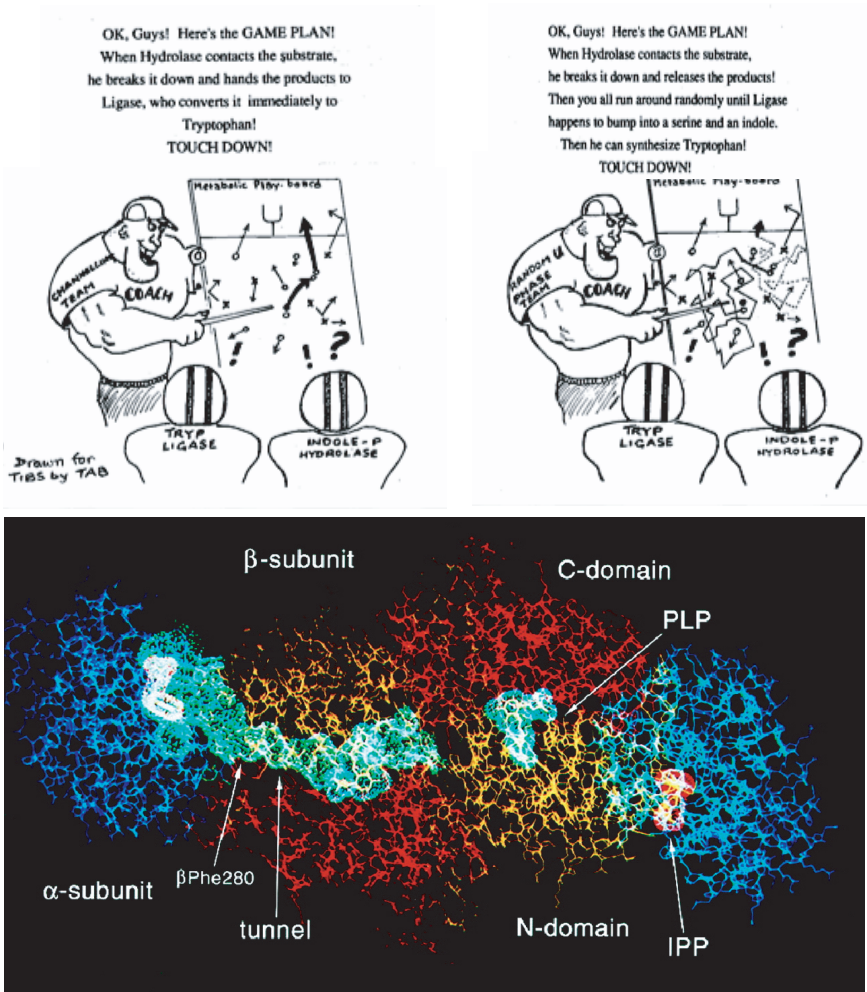 OK, Guys! Here's the GAME PLAN!
When Hydrolase contacts the substrate,
he breaks it down and hands the products to
Ligase, who converts it immediately to
Tryptophan!
TOUCH DOWN!
Metabolic Play-board
CHANNELLING
TEAM
COACH
! ! ?
TRYP
LIGASE
INDOLE-P
HYDROLASE
Drawn for
TIBS by TAB
OK, Guys! Here's the GAME PLAN!
When Hydrolase contacts the substrate,
he breaks it down and releases the products!
Then you all run around randomly until Ligase
happens to bump into a serine and an indole.
Then he can synthesize Tryptophan!
TOUCH DOWN!
Metabolic Play-board
RANDOM U
PHASE
TEAM
COACH
! ! ?
TRYP
LIGASE
INDOLE-P
HYDROLASE
β-subunit
C-domain
PLP
α-subunit
βPhe280
tunnel
N-domain
IPP